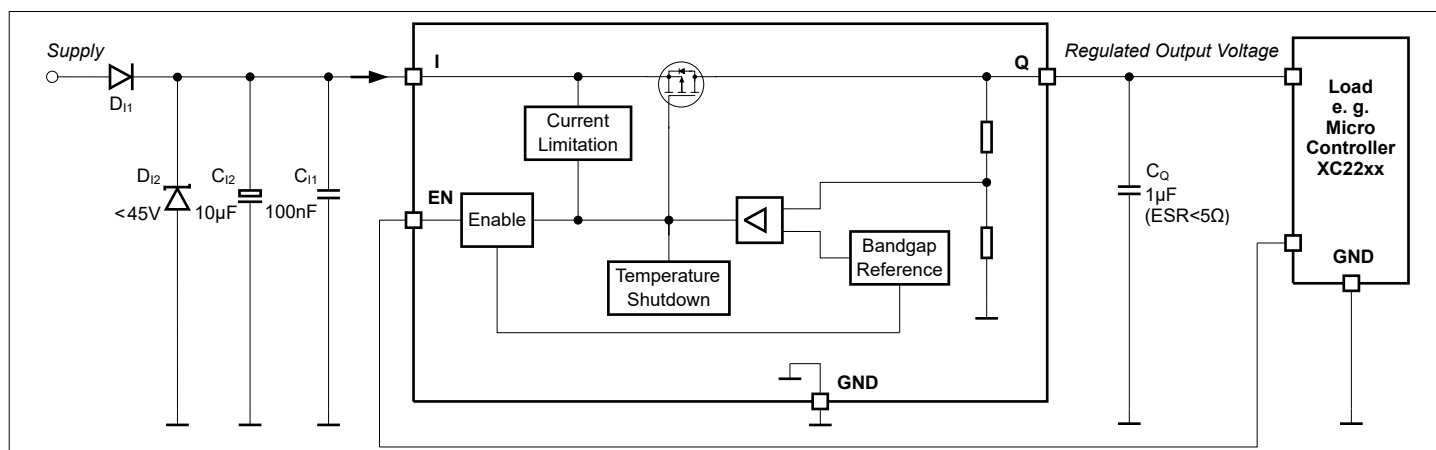 Supply
D_I1
D_I2
<45V
C_I2
10µF
C_I1
100nF
I
Q
Current
Limitation
EN
Enable
Temperature
Shutdown
Bandgap
Reference
GND
Regulated Output Voltage
C_Q
1µF
(ESR<5Ω)
Load
e. g.
Micro
Controller
XC22xx
GND